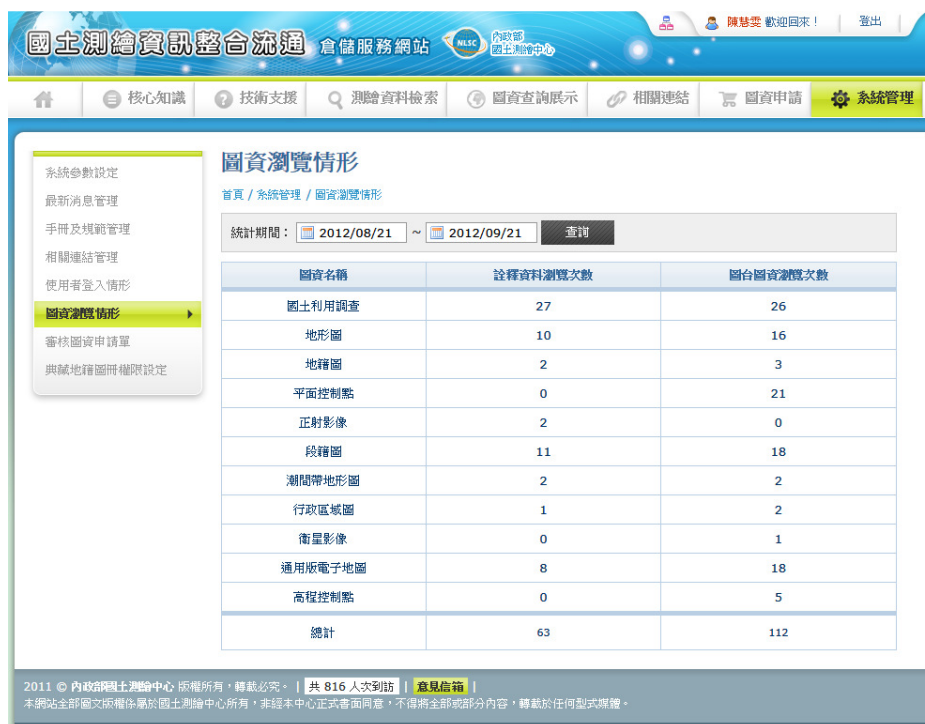 陳慧雯 歡迎回來！ 登出
國土測繪資訊整合流通 倉儲服務網站 NLSC 內政部
國土測繪中心
核心知識 技術支援 測繪資料檢索 圖資查詢展示 相關連結 圖資申請 系統管理
圖資瀏覽情形
首頁 / 系統管理 / 圖資瀏覽情形
系統參數設定
最新消息管理
手冊及規範管理
相關連結管理
使用者登入情形
圖資瀏覽情形
審核圖資申請單
典藏地籍圖冊權限設定
統計期間： 2012/08/21 ~ 2012/09/21 查詢
圖資名稱 詮釋資料瀏覽次數 圖台圖資瀏覽次數
國土利用調查 27 26
地形圖 10 16
地籍圖 2 3
平面控制點 0 21
正射影像 2 0
段籍圖 11 18
潮間帶地形圖 2 2
行政區域圖 1 2
衛星影像 0 1
通用版電子地圖 8 18
高程控制點 0 5
總計 63 112
2011 © 內政部國土測繪中心 版權所有，轉載必究。 | 共 816 人次到訪 | 意見信箱 |
本網站全部圖文版權係屬於國土測繪中心所有，非經本中心正式書面同意，不得將全部或部分內容，轉載於任何型式媒體。